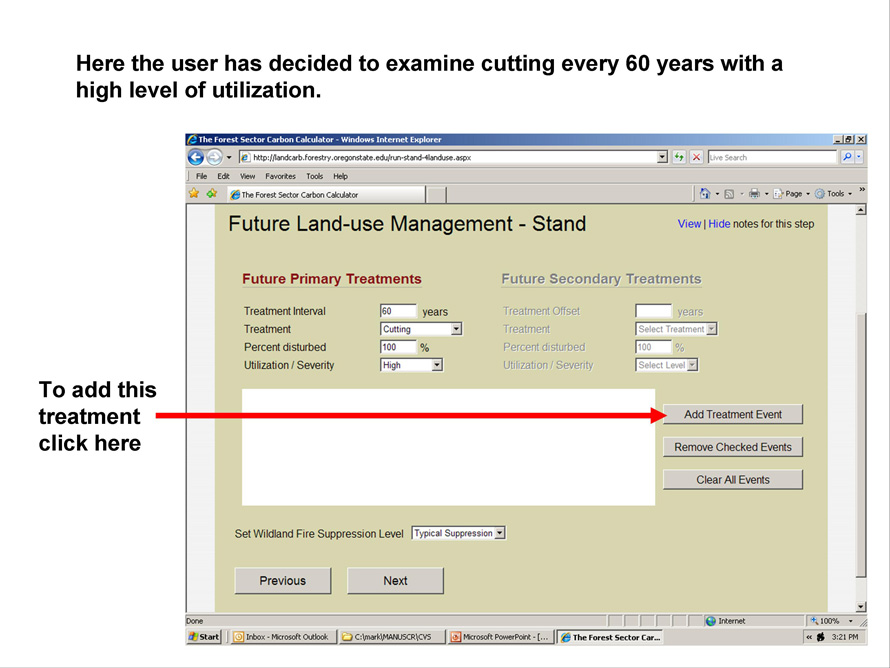 Here the user has decided to examine cutting every 60 years with a
high level of utilization.
The Forest Sector Carbon Calculator - Windows Internet Explorer
http://landcarb.forestry.oregonstate.edu/run-stand-4landuse.aspx
Live Search
File Edit View Favorites Tools Help
The Forest Sector Carbon Calculator
Page Tools »
Future Land-use Management - Stand
View | Hide notes for this step
Future Primary Treatments
Future Secondary Treatments
Treatment Interval 60 years
Treatment Offset years
Treatment Cutting
Treatment Select Treatment
Percent disturbed 100 %
Percent disturbed 100 %
Utilization / Severity High
Utilization / Severity Select Level
To add this
treatment
click here
Add Treatment Event
Remove Checked Events
Clear All Events
Set Wildland Fire Suppression Level Typical Suppression
Previous Next
Done Internet 100%
Start Inbox - Microsoft Outlook C:\mark\MANUSCR\CVS Microsoft PowerPoint - [... The Forest Sector Car... « 3:21 PM